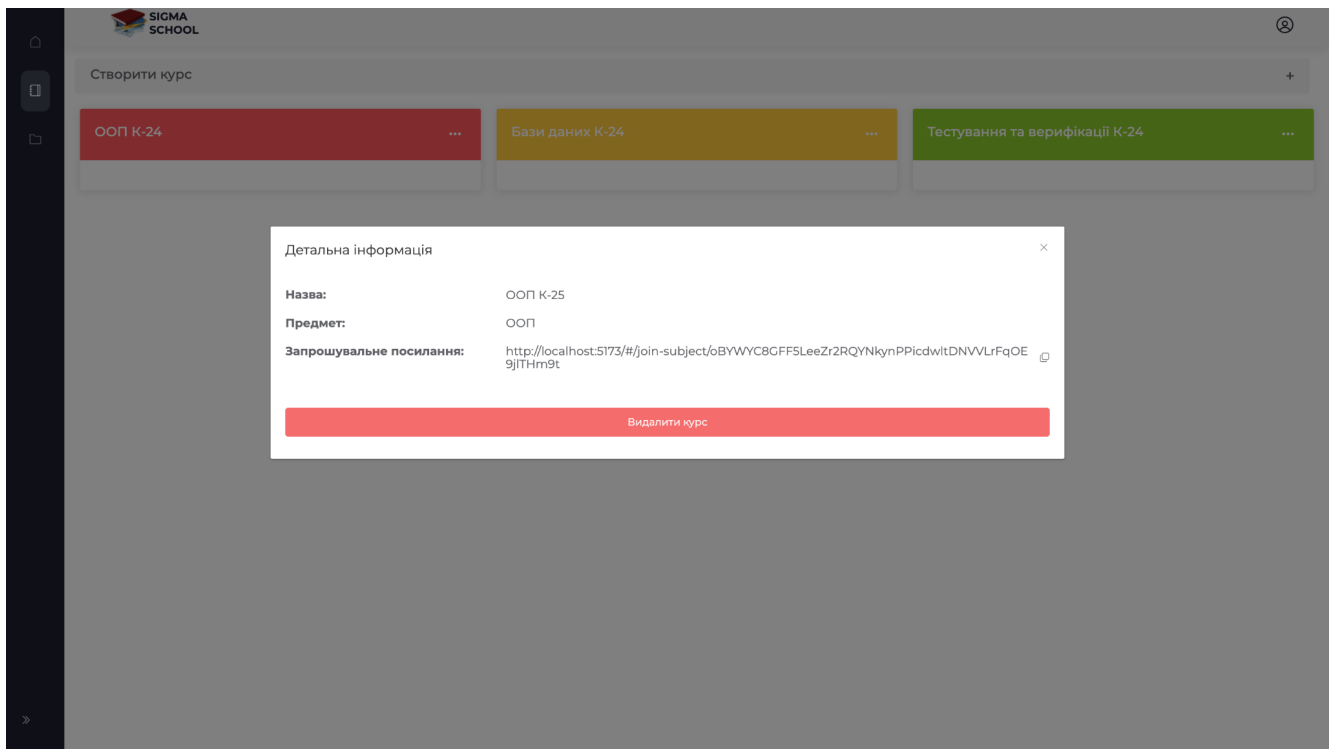 SIGMA
SCHOOL
Створити курс
+
ООП К-24 ...
Бази даних К-24 ...
Тестування та верифікації К-24 ...
Детальна інформація
Назва: ООП К-25
Предмет: ООП
Запрошувальне посилання: http://localhost:5173/#/join-subject/oBYWYC8GFF5LeeZr2RQYNkynPPicdwltDNVVLrFqOE
9jlTHm9t
Видалити курс